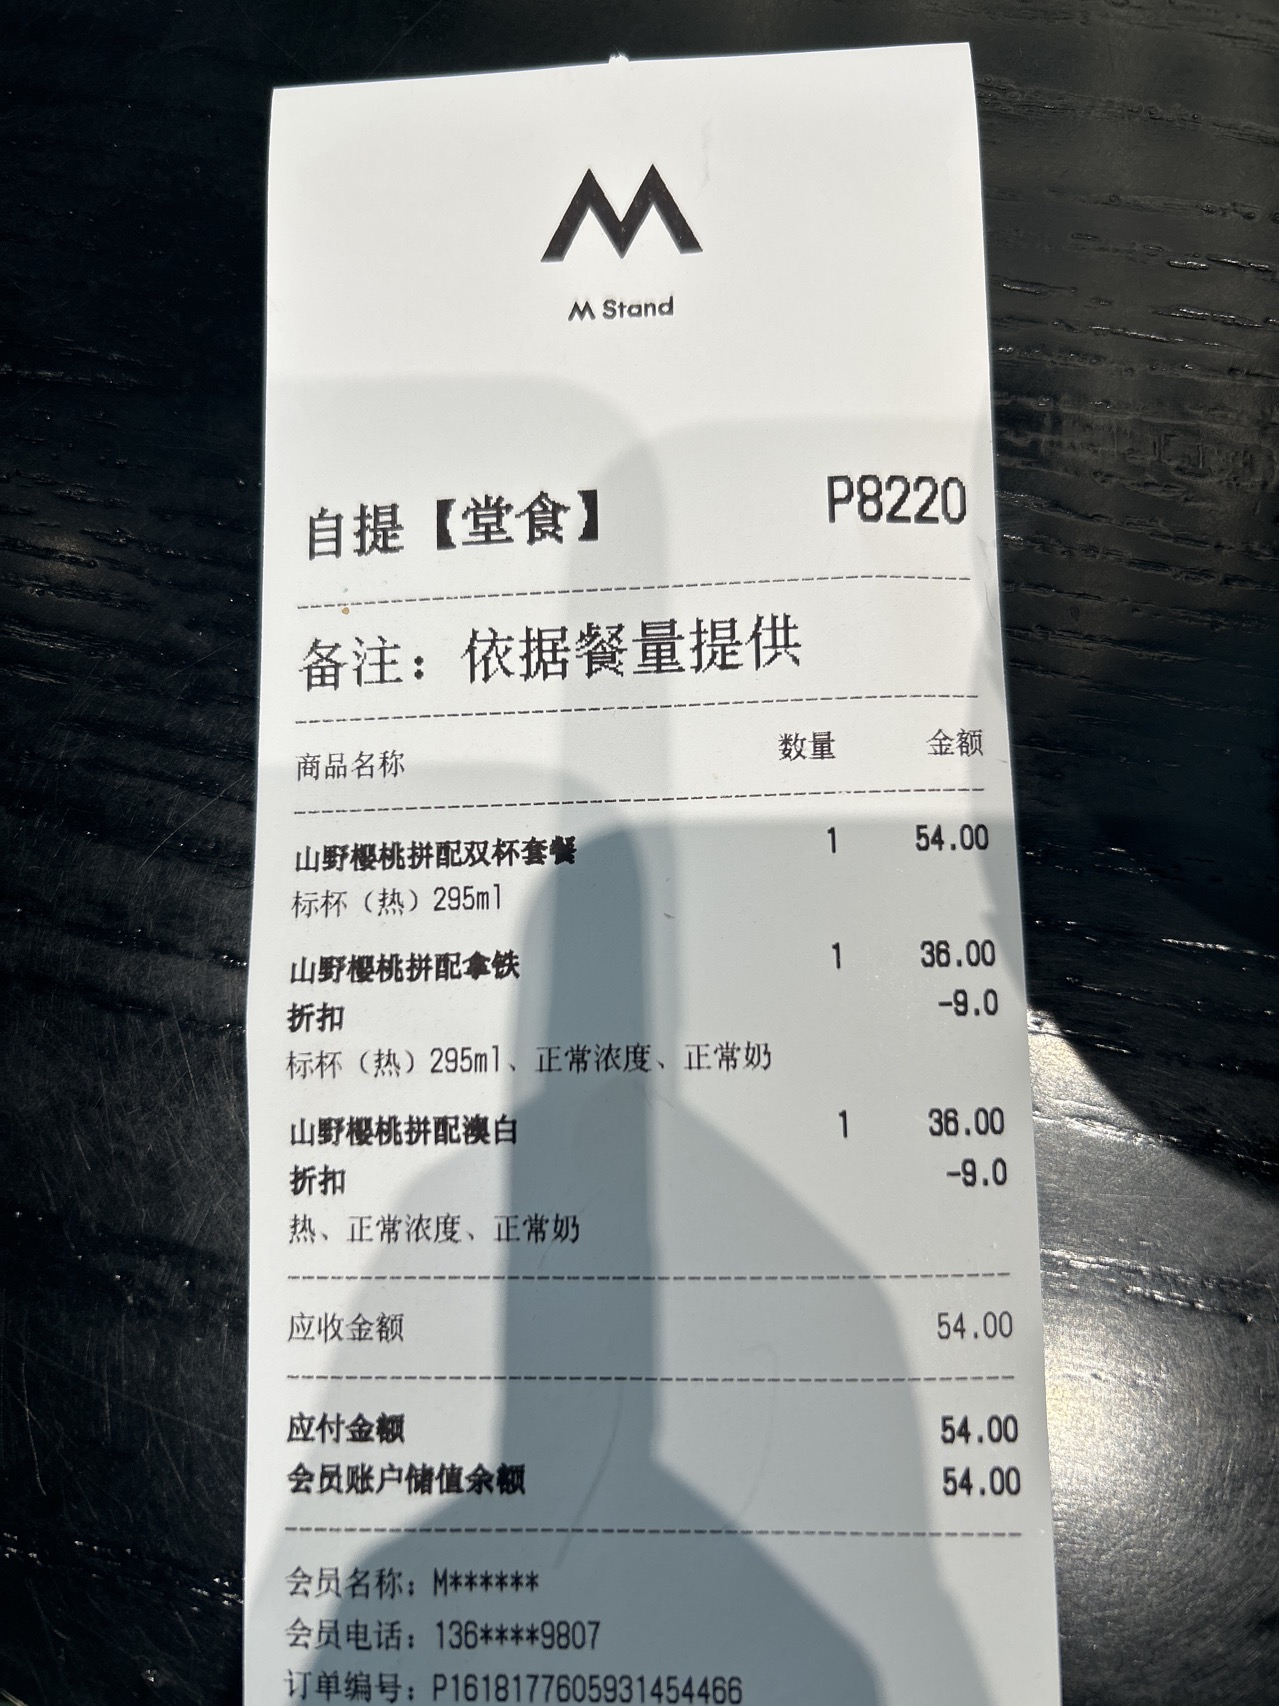 M Stand
自提【堂食】 P8220
备注：依据餐量提供
商品名称 数量 金额
山野樱桃拼配双杯套餐 1 54.00
标杯（热）295ml
山野樱桃拼配拿铁 1 36.00
折扣 -9.0
标杯（热）295ml、正常浓度、正常奶
山野樱桃拼配澳白 1 36.00
折扣 -9.0
热、正常浓度、正常奶
应收金额 54.00
应付金额 54.00
会员账户储值余额 54.00
会员名称：M******
会员电话：136****9807
订单编号：P1618177605931454466